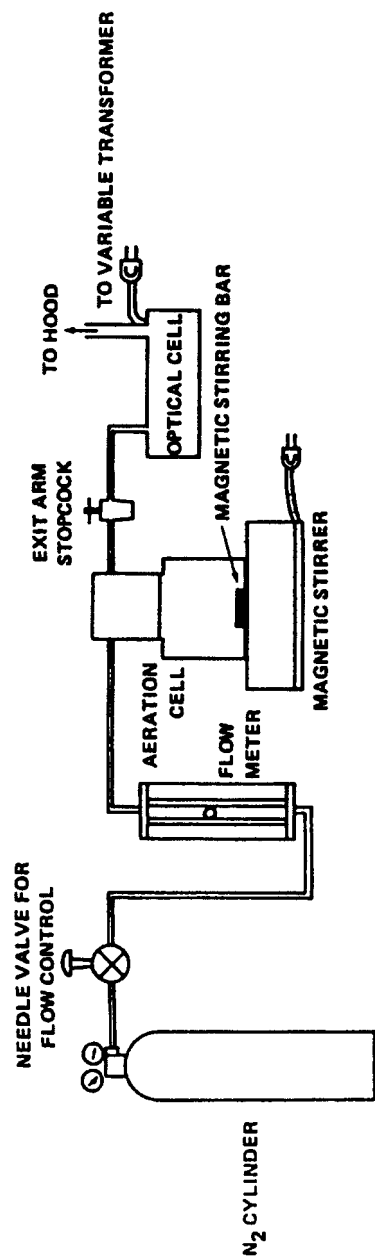 N₂ CYLINDER
NEEDLE VALVE FOR
FLOW CONTROL
FLOW
METER
AERATION
CELL
EXIT ARM
STOPCOCK
MAGNETIC STIRRER
MAGNETIC STIRRING BAR
OPTICAL CELL
TO HOOD
TO VARIABLE TRANSFORMER